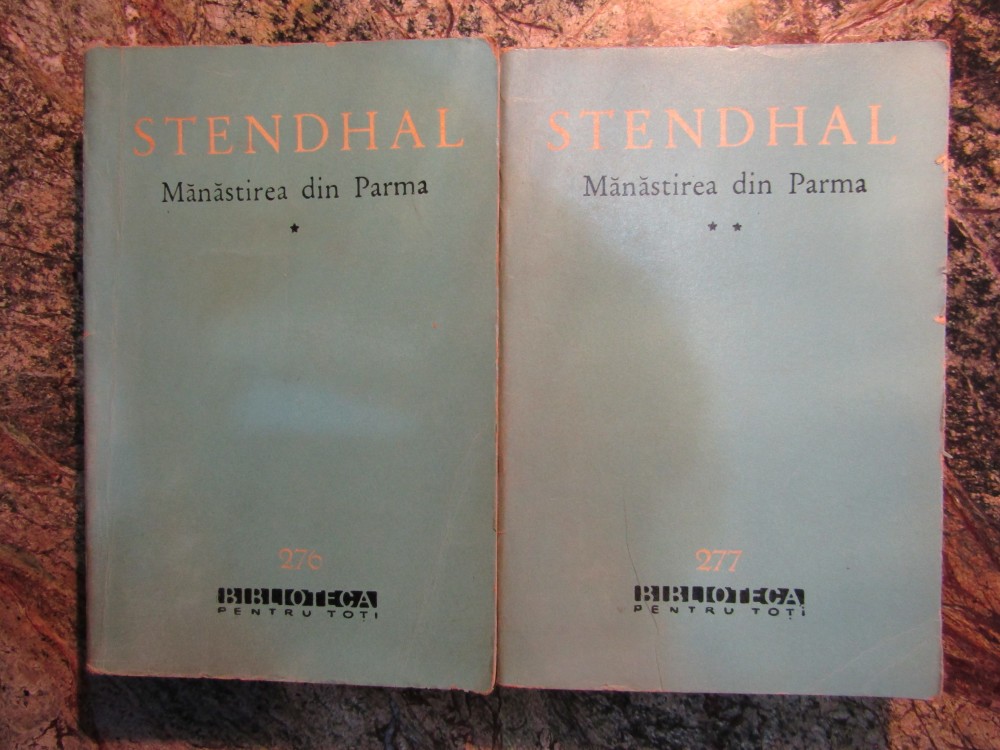 STENDHAL
Mănăstirea din Parma
*
276
BIBLIOTECA
PENTRU TOȚI
STENDHAL
Mănăstirea din Parma
* *
277
BIBLIOTECA
PENTRU TOȚI